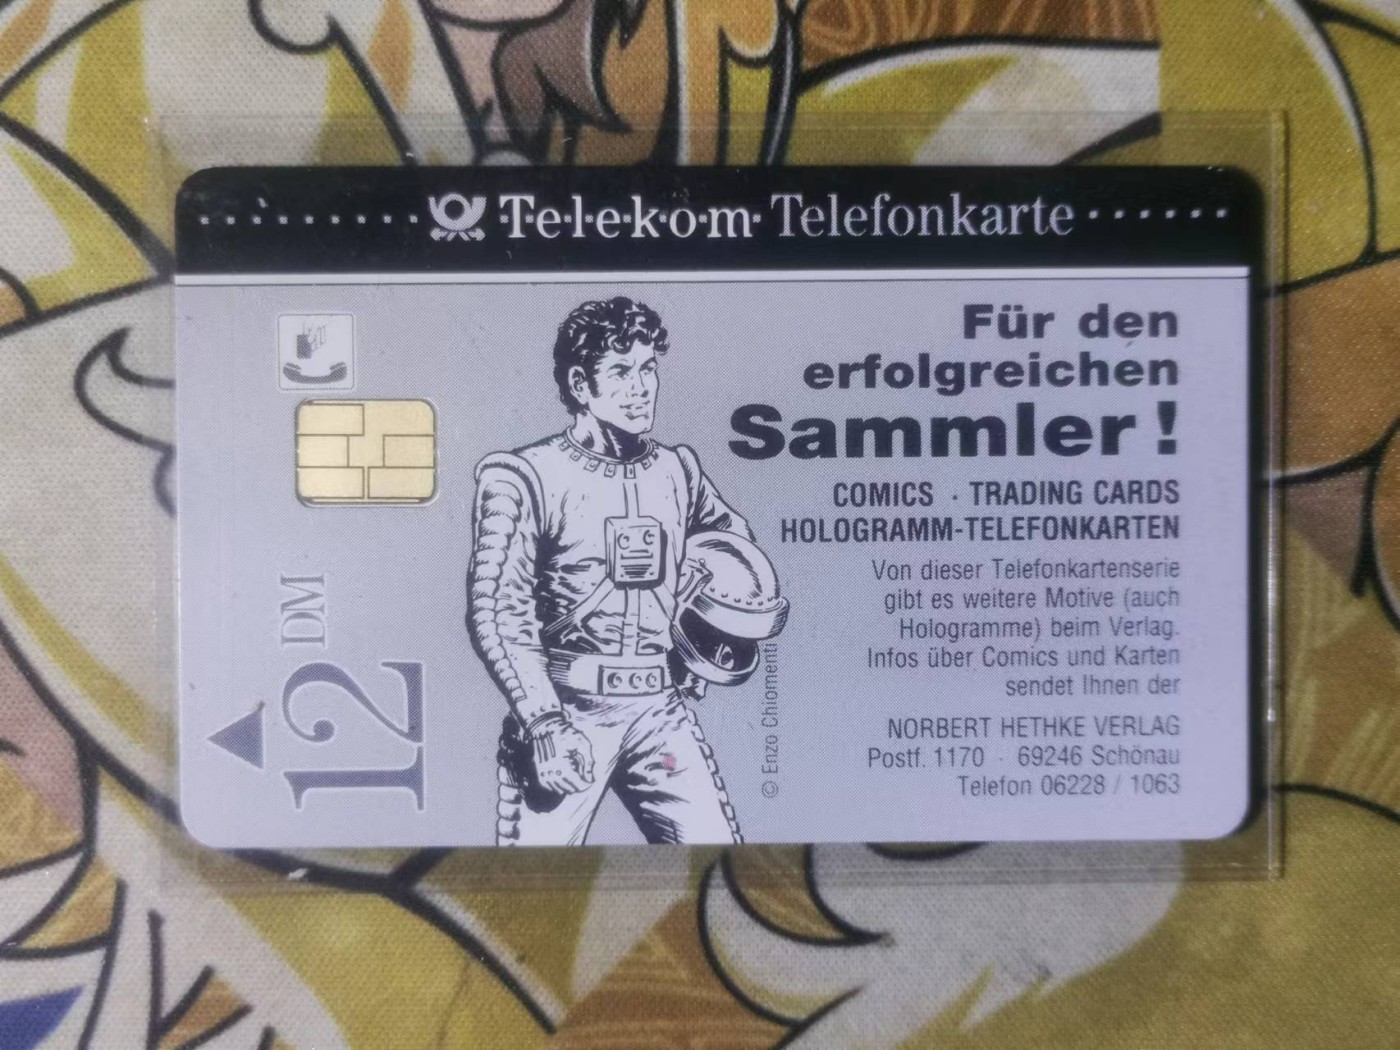 T·e·l·e·k·o·m· Telefonkarte
Für den
erfolgreichen
Sammler!
COMICS · TRADING CARDS
HOLOGRAMM-TELEFONKARTEN
Von dieser Telefonkartenserie
gibt es weitere Motive (auch
Hologramme) beim Verlag.
Infos über Comics und Karten
sendet Ihnen der
NORBERT HETHKE VERLAG
Postf. 1170 · 69246 Schönau
Telefon 06228 / 1063
© Enzo Chiomenti
12 DM